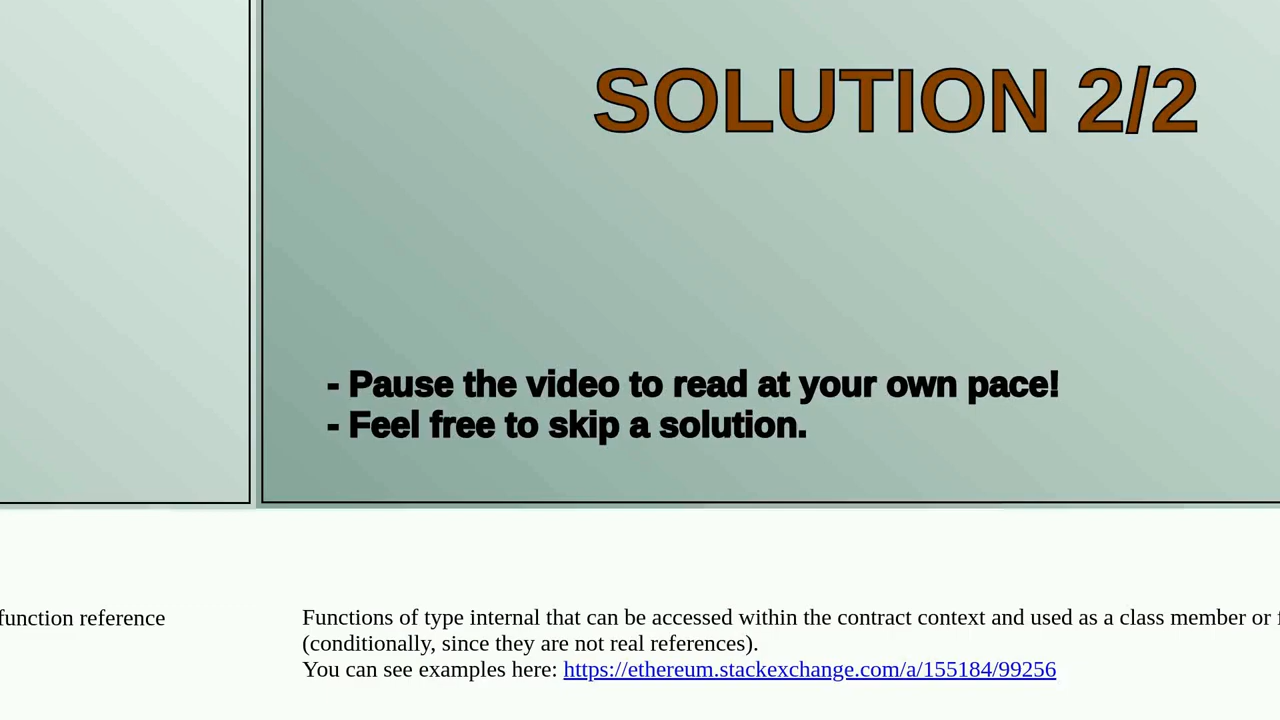 SOLUTION 2/2
- Pause the video to read at your own pace!
- Feel free to skip a solution.
function reference
Functions of type internal that can be accessed within the contract context and used as a class member or
(conditionally, since they are not real references).
You can see examples here: https://ethereum.stackexchange.com/a/155184/99256